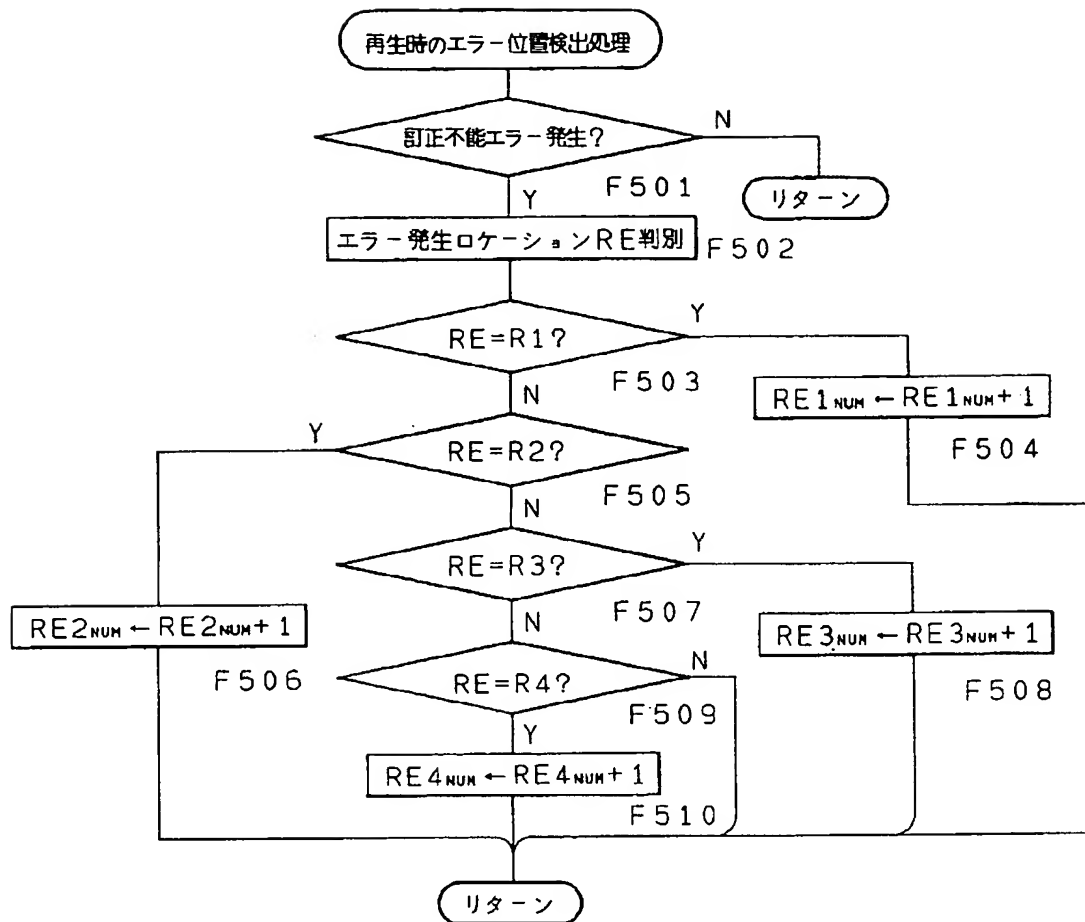 再生時のエラー位置検出処理
訂正不能エラー発生?
N
リターン
F501
Y
エラー発生ロケーションRE判別
F502
RE=R1?
Y
F503
N
RE1NUM←RE1NUM+1
F504
Y
RE=R2?
F505
N
RE=R3?
Y
F507
N
RE2NUM←RE2NUM+1
F506
RE3NUM←RE3NUM+1
F508
RE=R4?
N
F509
Y
RE4NUM←RE4NUM+1
F510
リターン